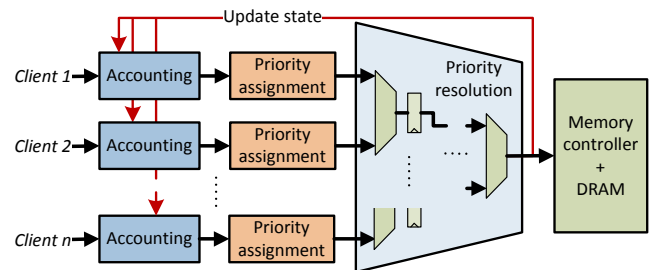 Update state
Client 1
Accounting
Priority
assignment
Priority
resolution
Client 2
Accounting
Priority
assignment
Memory
controller
+
DRAM
Client n
Accounting
Priority
assignment